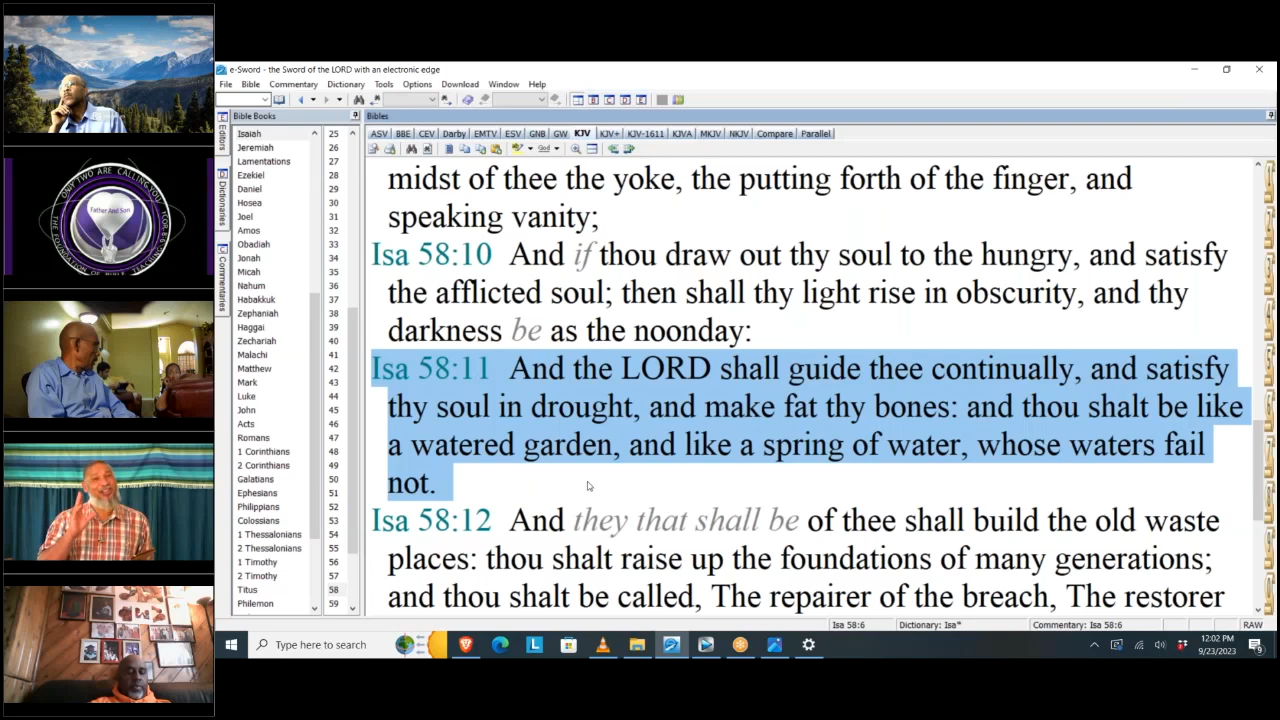 ONLY TWO ARE CALLING YOU
Father And Son
THE FOUNDATION OF BIBLE TEACHING
e-Sword - the Sword of the LORD with an electronic edge
File Bible Commentary Dictionary Tools Options Download Window Help
Bible Books
Bibles
Editors
Dictionaries
Commentaries
ASV BBE CEV Darby EMTV ESV GNB GW KJV KJV+ KJV-1611 KJVA MKJV NKJV Compare Parallel
Isaiah 25
Jeremiah 26
Lamentations 27
Ezekiel 28
Daniel 29
Hosea 30
Joel 31
Amos 32
Obadiah 33
Jonah 34
Micah 35
Nahum 36
Habakkuk 37
Zephaniah 38
Haggai 39
Zechariah 40
Malachi 41
Matthew 42
Mark 43
Luke 44
John 45
Acts 46
Romans 47
1 Corinthians 48
2 Corinthians 49
Galatians 50
Ephesians 51
Philippians 52
Colossians 53
1 Thessalonians 54
2 Thessalonians 55
1 Timothy 56
2 Timothy 57
Titus 58
Philemon 59
midst of thee the yoke, the putting forth of the finger, and
speaking vanity;
Isa 58:10 And if thou draw out thy soul to the hungry, and satisfy
the afflicted soul; then shall thy light rise in obscurity, and thy
darkness be as the noonday:
Isa 58:11 And the LORD shall guide thee continually, and satisfy
thy soul in drought, and make fat thy bones: and thou shalt be like
a watered garden, and like a spring of water, whose waters fail
not.
Isa 58:12 And they that shall be of thee shall build the old waste
places: thou shalt raise up the foundations of many generations;
and thou shalt be called, The repairer of the breach, The restorer
Isa 58:6 Dictionary: Isa* Commentary: Isa 58:6 RAW
Type here to search
12:02 PM
9/23/2023